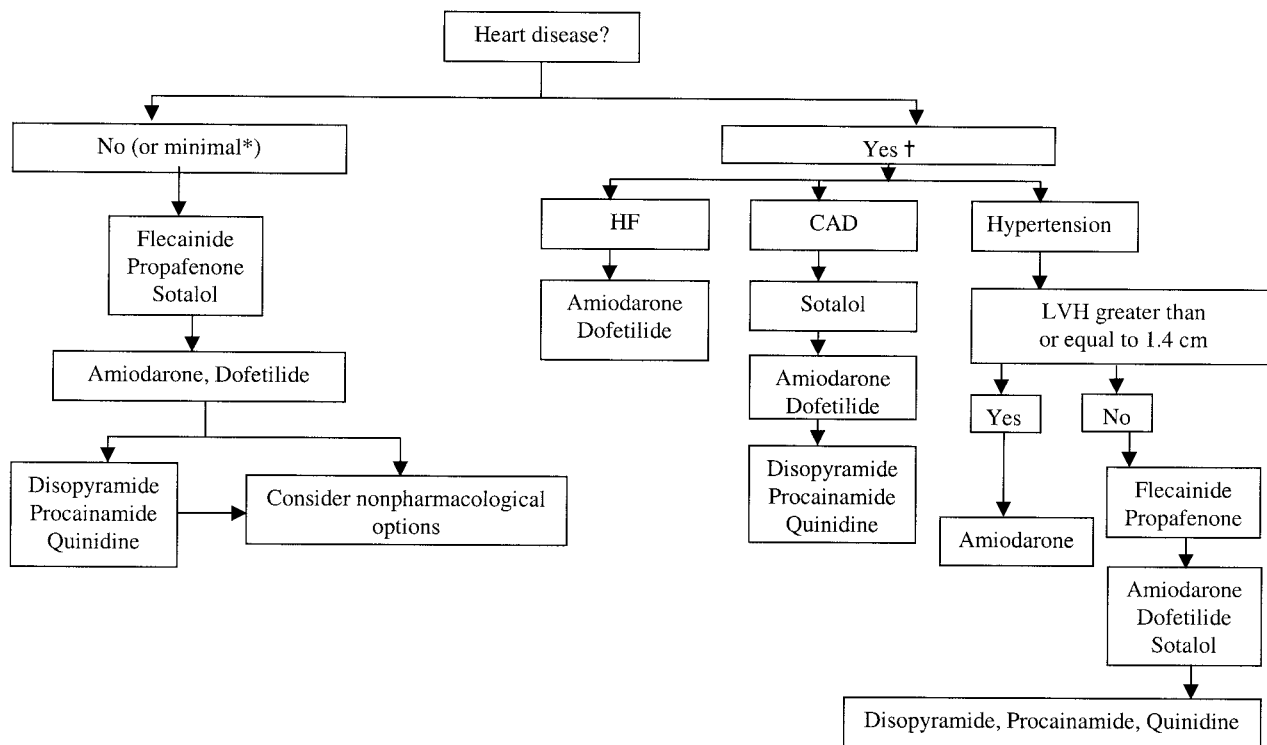 Heart disease?
No (or minimal*)
Yes †
HF
CAD
Hypertension
Flecainide
Propafenone
Sotalol
Amiodarone
Dofetilide
Sotalol
LVH greater than
or equal to 1.4 cm
Amiodarone, Dofetilide
Amiodarone
Dofetilide
Yes
No
Disopyramide
Procainamide
Quinidine
Consider nonpharmacological
options
Disopyramide
Procainamide
Quinidine
Amiodarone
Flecainide
Propafenone
Amiodarone
Dofetilide
Sotalol
Disopyramide, Procainamide, Quinidine